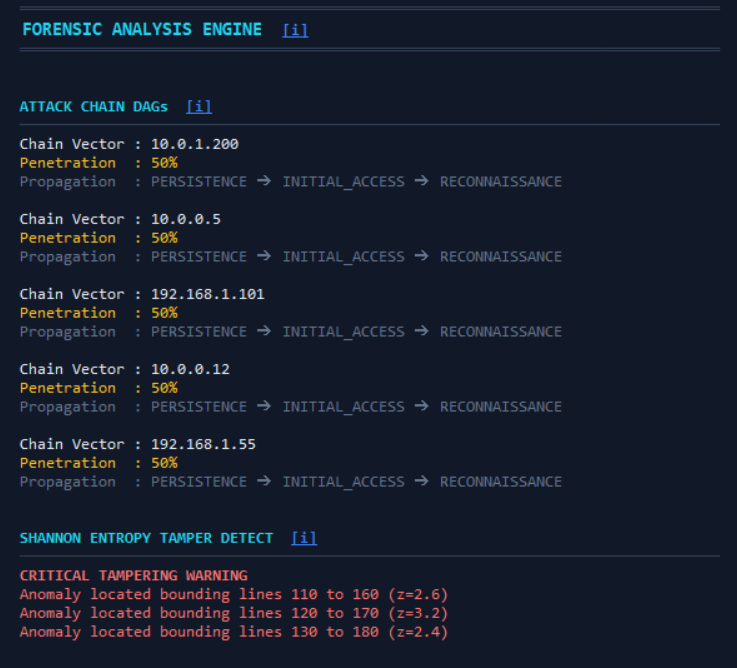 FORENSIC ANALYSIS ENGINE [i]
ATTACK CHAIN DAGs [i]
Chain Vector : 10.0.1.200
Penetration : 50%
Propagation : PERSISTENCE → INITIAL_ACCESS → RECONNAISSANCE
Chain Vector : 10.0.0.5
Penetration : 50%
Propagation : PERSISTENCE → INITIAL_ACCESS → RECONNAISSANCE
Chain Vector : 192.168.1.101
Penetration : 50%
Propagation : PERSISTENCE → INITIAL_ACCESS → RECONNAISSANCE
Chain Vector : 10.0.0.12
Penetration : 50%
Propagation : PERSISTENCE → INITIAL_ACCESS → RECONNAISSANCE
Chain Vector : 192.168.1.55
Penetration : 50%
Propagation : PERSISTENCE → INITIAL_ACCESS → RECONNAISSANCE
SHANNON ENTROPY TAMPER DETECT [i]
CRITICAL TAMPERING WARNING
Anomaly located bounding lines 110 to 160 (z=2.6)
Anomaly located bounding lines 120 to 170 (z=3.2)
Anomaly located bounding lines 130 to 180 (z=2.4)